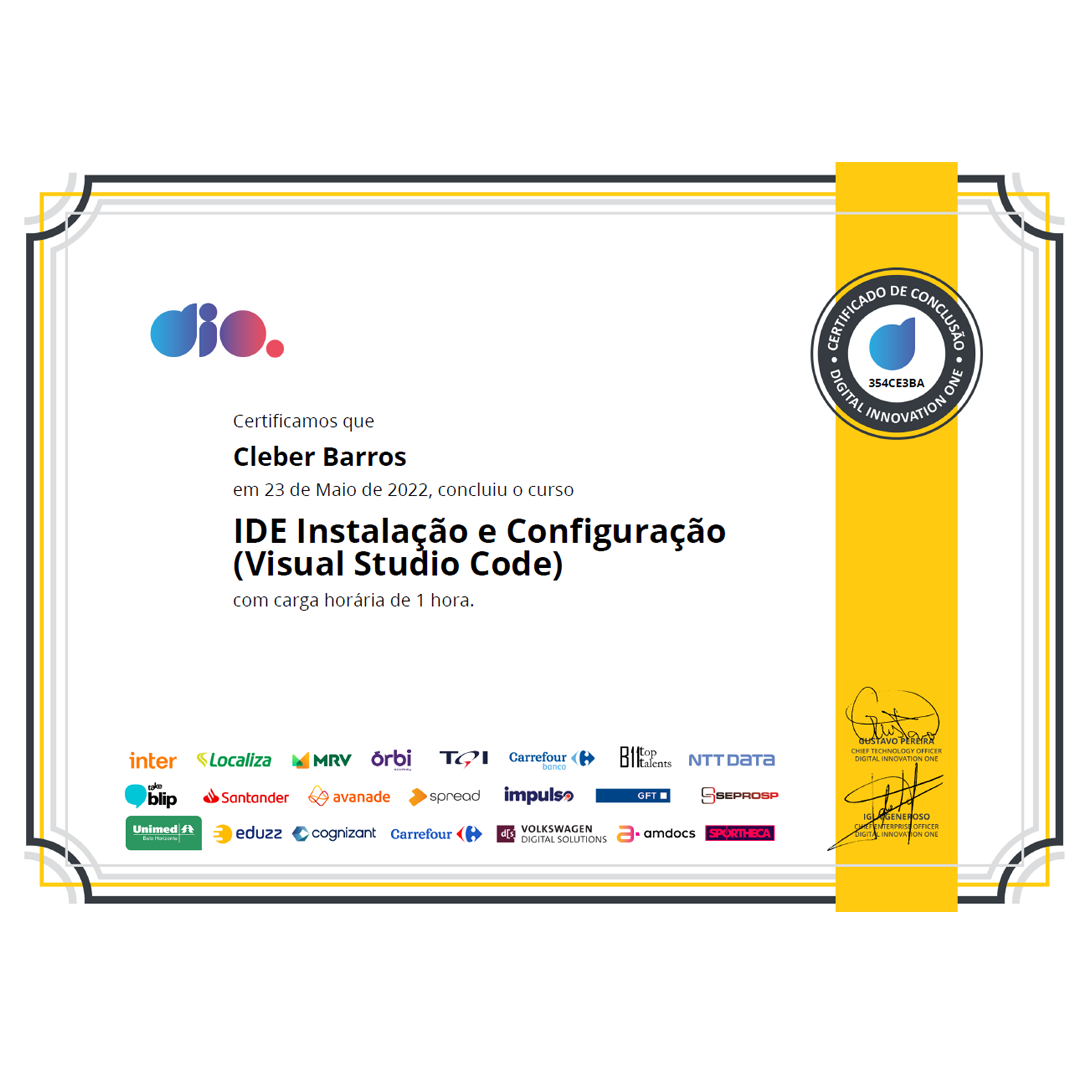 dio.
CERTIFICADO DE CONCLUSÃO
354CE3BA
DIGITAL INNOVATION ONE
Certificamos que
Cleber Barros
em 23 de Maio de 2022, concluiu o curso
IDE Instalação e Configuração
(Visual Studio Code)
com carga horária de 1 hora.
GUSTAVO PEREIRA
CHIEF TECHNOLOGY OFFICER
DIGITAL INNOVATION ONE
inter Localiza MRV órbi TQI Carrefour banco B11 top talents NTT DATA
take blip Santander avanade spread impulso GFT SEPROSP
Unimed Belo Horizonte eduzz cognizant Carrefour d[s] VOLKSWAGEN DIGITAL SOLUTIONS a. amdocs SPORTHECA
GENEROSO
CHIEF ENTERPRISE OFFICER
DIGITAL INNOVATION ONE